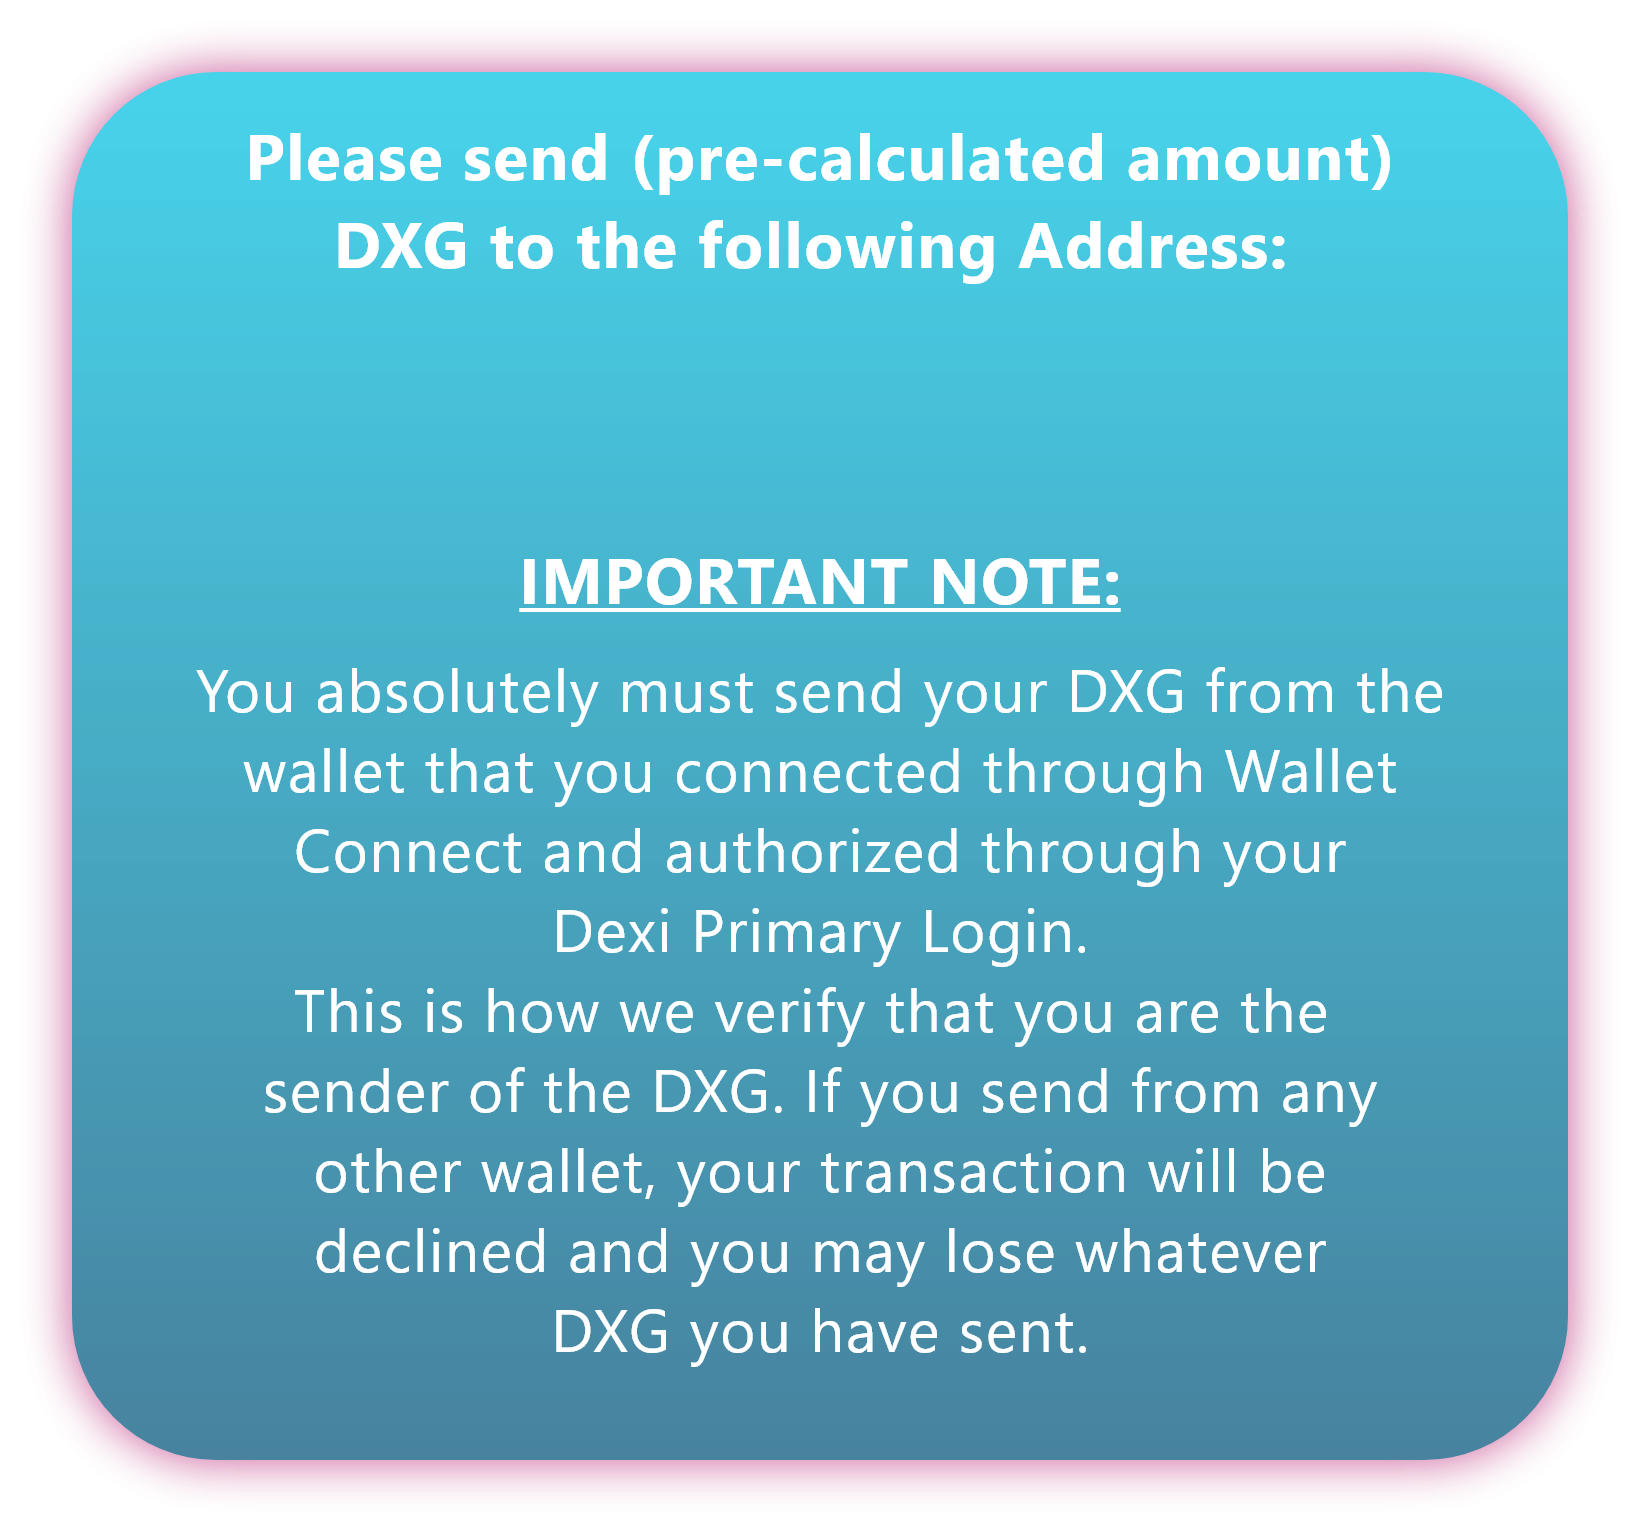 Please send (pre-calculated amount)
DXG to the following Address:
IMPORTANT NOTE:
You absolutely must send your DXG from the
wallet that you connected through Wallet
Connect and authorized through your
Dexi Primary Login.
This is how we verify that you are the
sender of the DXG. If you send from any
other wallet, your transaction will be
declined and you may lose whatever
DXG you have sent.